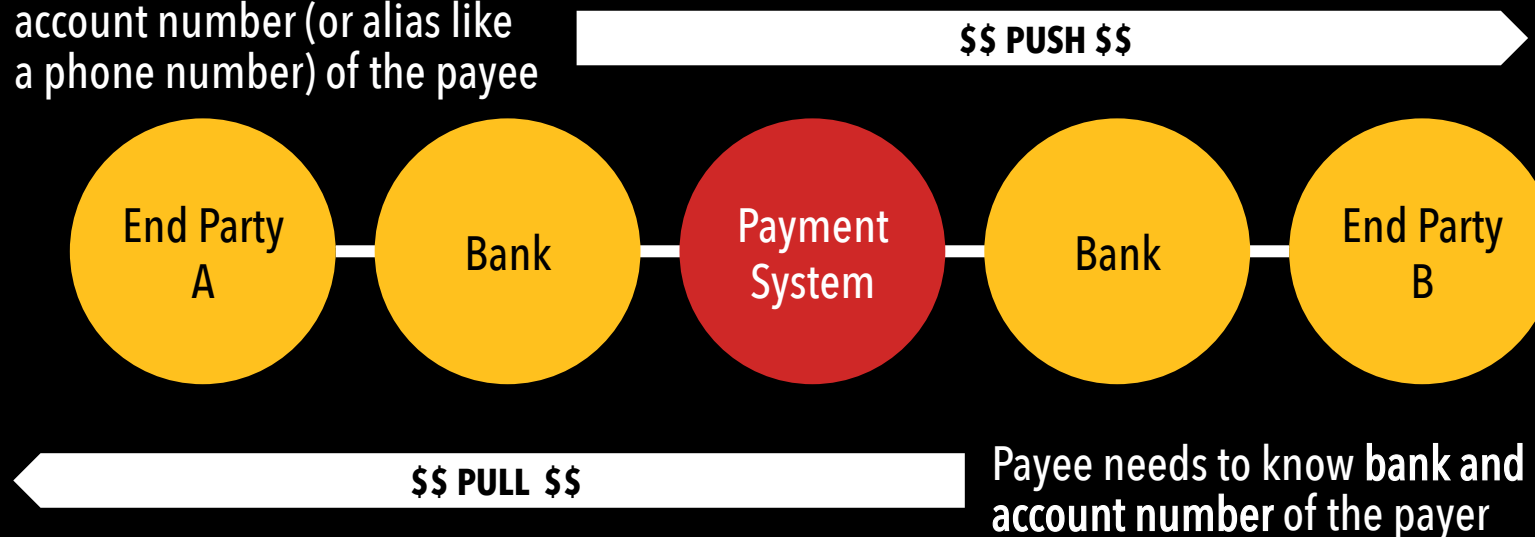 account number (or alias like
a phone number) of the payee
$$ PUSH $$
End Party
A
Bank
Payment
System
Bank
End Party
B
$$ PULL $$
Payee needs to know bank and
account number of the payer